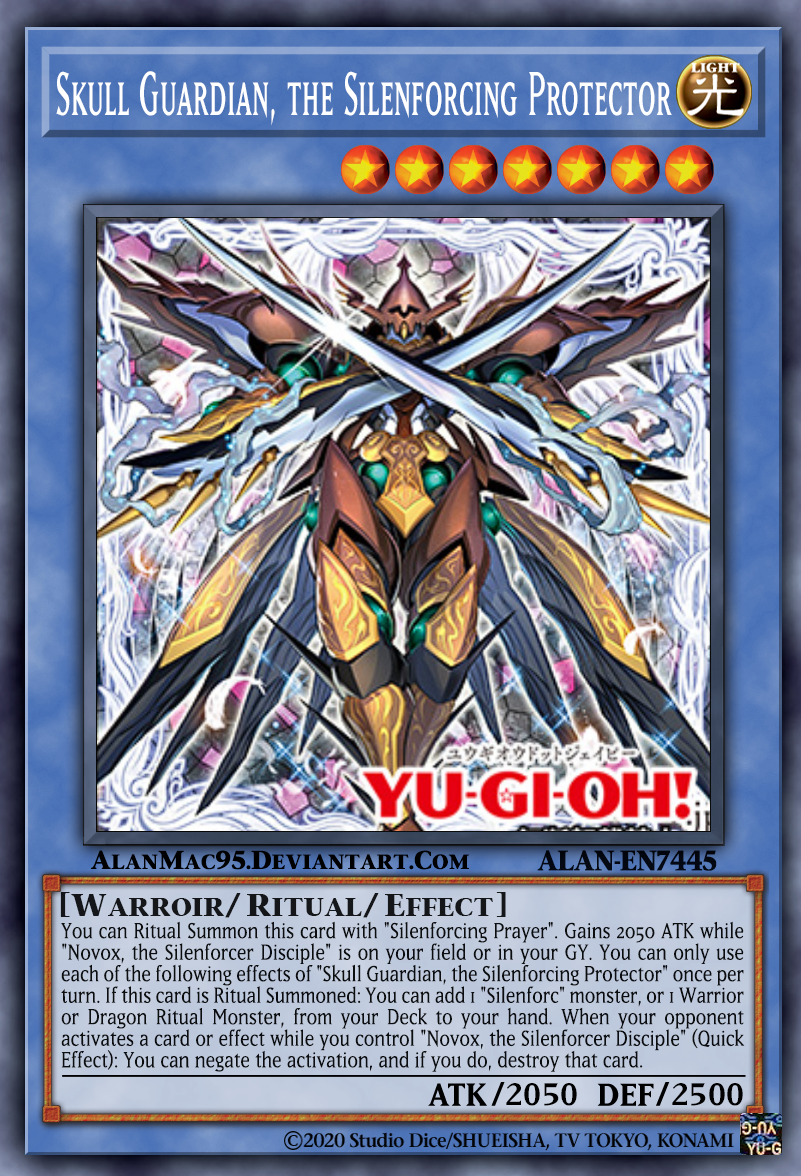 Skull Guardian, the Silenforcing Protector
LIGHT
光
ユウギオウドットジェイピー
YU-GI-OH!
AlanMac95.Deviantart.Com ALAN-EN7445
[Warroir/ Ritual/ Effect]
You can Ritual Summon this card with "Silenforcing Prayer". Gains 2050 ATK while
"Novox, the Silenforcer Disciple" is on your field or in your GY. You can only use
each of the following effects of "Skull Guardian, the Silenforcing Protector" once per
turn. If this card is Ritual Summoned: You can add 1 "Silenforc" monster, or 1 Warrior
or Dragon Ritual Monster, from your Deck to your hand. When your opponent
activates a card or effect while you control "Novox, the Silenforcer Disciple" (Quick
Effect): You can negate the activation, and if you do, destroy that card.
ATK/2050 DEF/2500
©2020 Studio Dice/SHUEISHA, TV TOKYO, KONAMI
YU-G